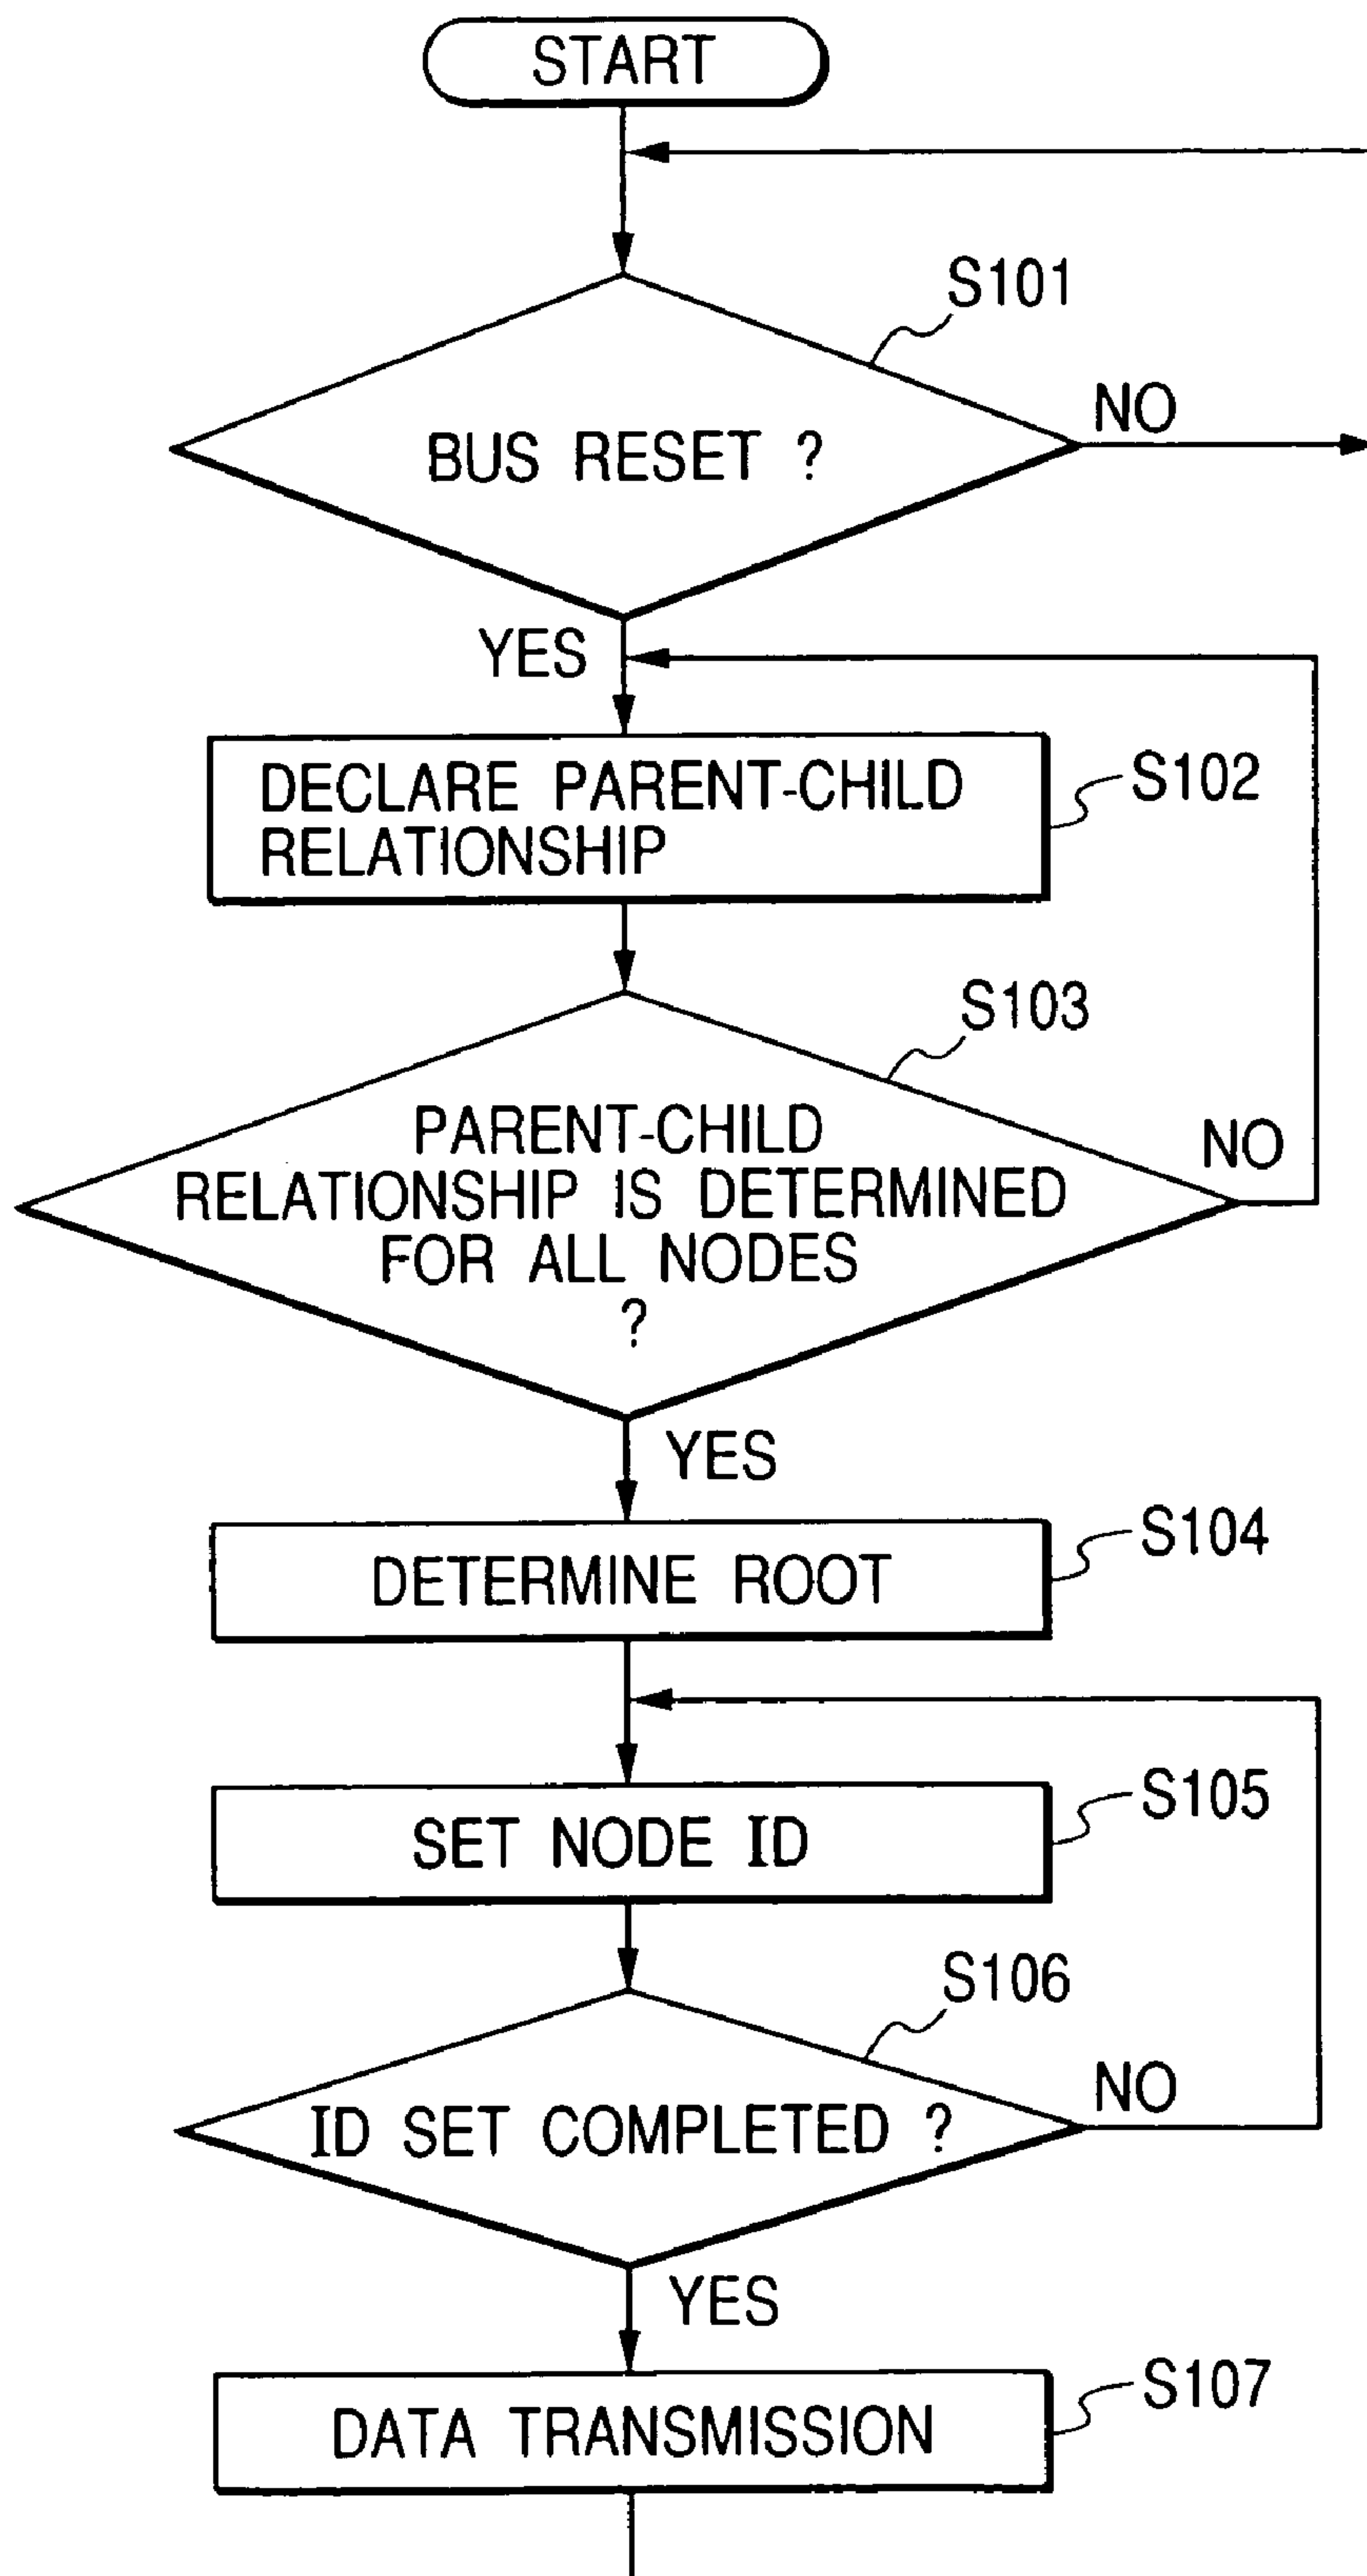 START
S101
BUS RESET ?
NO
YES
DECLARE PARENT-CHILD
RELATIONSHIP
S102
S103
PARENT-CHILD
RELATIONSHIP IS DETERMINED
FOR ALL NODES
?
NO
YES
DETERMINE ROOT
S104
SET NODE ID
S105
S106
ID SET COMPLETED ?
NO
YES
DATA TRANSMISSION
S107